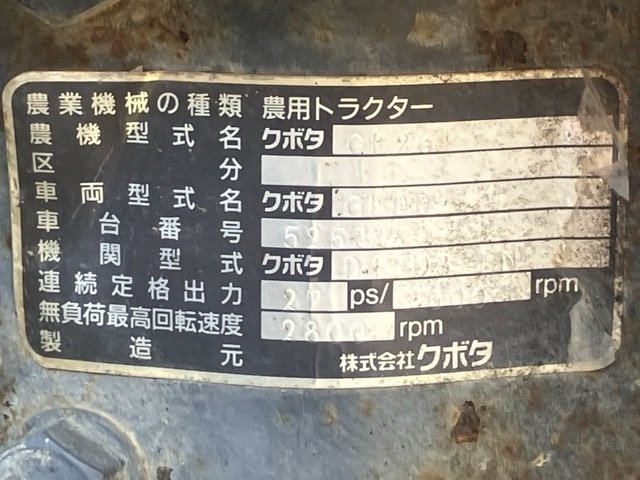 農業機械の種類 農用トラクター
農機型式名 クボタ
区分
車両型式名 クボタ
車台番号
機関型式 クボタ
連続定格出力 ps/ rpm
無負荷最高回転速度 2800 rpm
製造元 株式会社クボタ